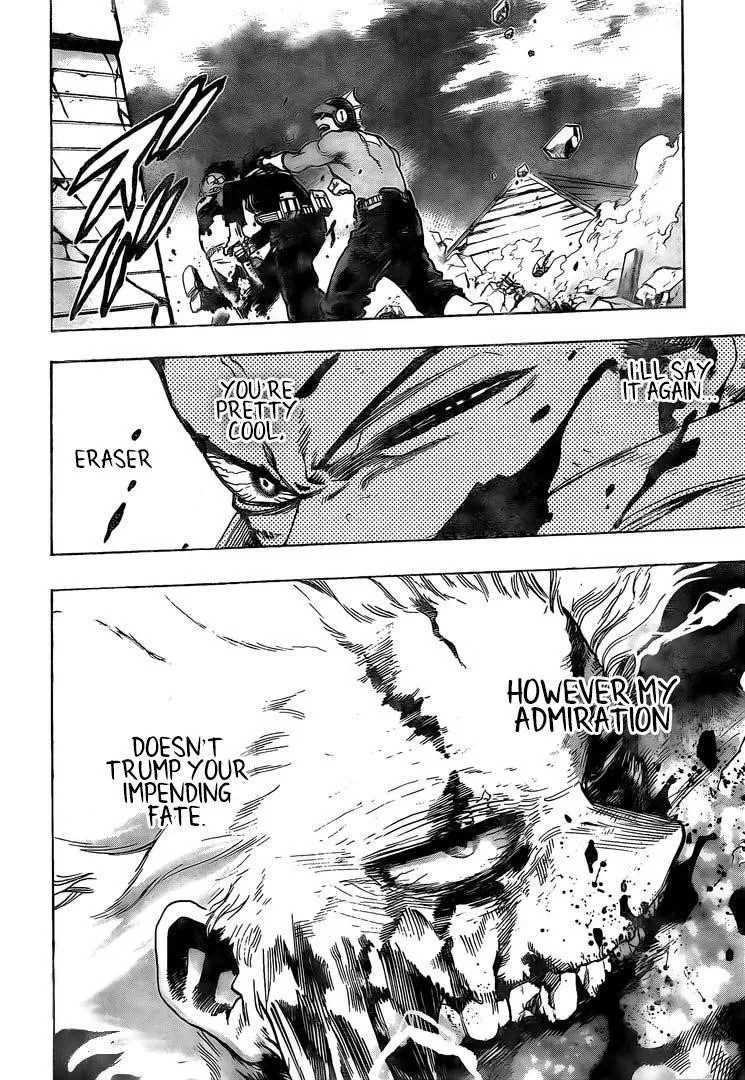 I'LL SAY
IT AGAIN...
YOU'RE
PRETTY
COOL,
ERASER
HOWEVER MY
ADMIRATION
DOESN'T
TRUMP YOUR
IMPENDING
FATE.